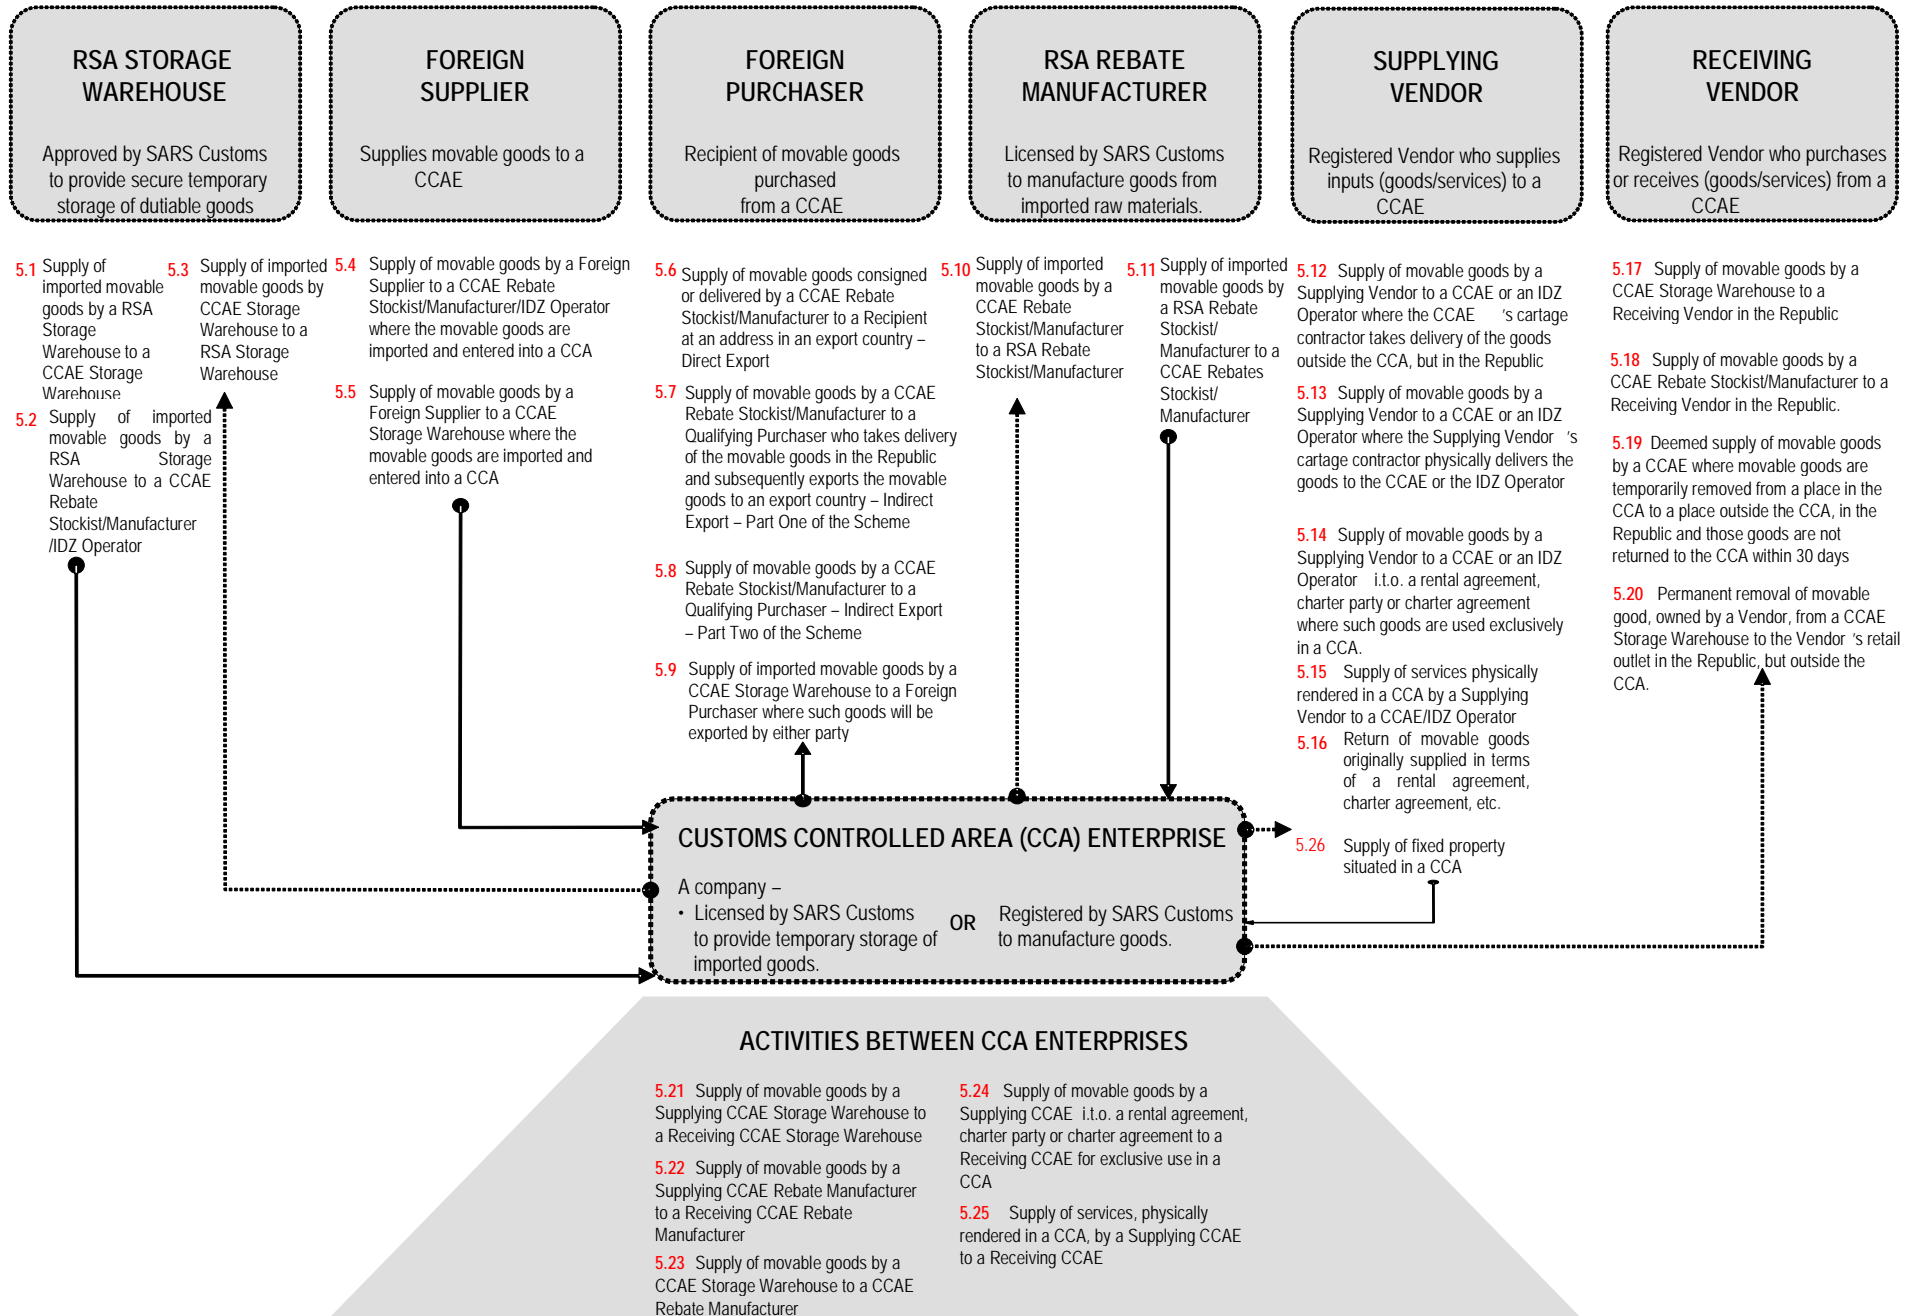 RSA STORAGE
WAREHOUSE
Approved by SARS Customs
to provide secure temporary
storage of dutiable goods
FOREIGN
SUPPLIER
Supplies movable goods to a
CCAE
FOREIGN
PURCHASER
Recipient of movable goods
purchased
from a CCAE
RSA REBATE
MANUFACTURER
Licensed by SARS Customs
to manufacture goods from
imported raw materials.
SUPPLYING
VENDOR
Registered Vendor who supplies
inputs (goods/services) to a
CCAE
RECEIVING
VENDOR
Registered Vendor who purchases
or receives (goods/services) from a
CCAE
5.1 Supply of
imported movable
goods by a RSA
Storage
Warehouse to a
CCAE Storage
Warehouse
5.2 Supply of imported
movable goods by a
RSA Storage
Warehouse to a CCAE
Rebate
Stockist/Manufacturer
/IDZ Operator
5.3 Supply of imported
movable goods by
CCAE Storage
Warehouse to a
RSA Storage
Warehouse
5.4 Supply of movable goods by a Foreign
Supplier to a CCAE Rebate
Stockist/Manufacturer/IDZ Operator
where the movable goods are
imported and entered into a CCA
5.5 Supply of movable goods by a
Foreign Supplier to a CCAE
Storage Warehouse where the
movable goods are imported and
entered into a CCA
5.6 Supply of movable goods consigned
or delivered by a CCAE Rebate
Stockist/Manufacturer to a Recipient
at an address in an export country –
Direct Export
5.7 Supply of movable goods by a CCAE
Rebate Stockist/Manufacturer to a
Qualifying Purchaser who takes delivery
of the movable goods in the Republic
and subsequently exports the movable
goods to an export country – Indirect
Export – Part One of the Scheme
5.8 Supply of movable goods by a CCAE
Rebate Stockist/Manufacturer to a
Qualifying Purchaser – Indirect Export
– Part Two of the Scheme
5.9 Supply of imported movable goods by a
CCAE Storage Warehouse to a Foreign
Purchaser where such goods will be
exported by either party
5.10 Supply of imported
movable goods by a
CCAE Rebate
Stockist/Manufacturer
to a RSA Rebate
Stockist/Manufacturer
5.11 Supply of imported
movable goods by
a RSA Rebate
Stockist/
Manufacturer to a
CCAE Rebates
Stockist/
Manufacturer
5.12 Supply of movable goods by a
Supplying Vendor to a CCAE or an IDZ
Operator where the CCAE 's cartage
contractor takes delivery of the goods
outside the CCA, but in the Republic
5.13 Supply of movable goods by a
Supplying Vendor to a CCAE or an IDZ
Operator where the Supplying Vendor 's
cartage contractor physically delivers the
goods to the CCAE or the IDZ Operator
5.14 Supply of movable goods by a
Supplying Vendor to a CCAE or an IDZ
Operator i.t.o. a rental agreement,
charter party or charter agreement
where such goods are used exclusively
in a CCA.
5.15 Supply of services physically
rendered in a CCA by a Supplying
Vendor to a CCAE/IDZ Operator
5.16 Return of movable goods
originally supplied in terms
of a rental agreement,
charter agreement, etc.
5.26 Supply of fixed property
situated in a CCA
5.17 Supply of movable goods by a
CCAE Storage Warehouse to a
Receiving Vendor in the Republic
5.18 Supply of movable goods by a
CCAE Rebate Stockist/Manufacturer to a
Receiving Vendor in the Republic.
5.19 Deemed supply of movable goods
by a CCAE where movable goods are
temporarily removed from a place in the
CCA to a place outside the CCA, in the
Republic and those goods are not
returned to the CCA within 30 days
5.20 Permanent removal of movable
good, owned by a Vendor, from a CCAE
Storage Warehouse to the Vendor 's retail
outlet in the Republic, but outside the
CCA.
CUSTOMS CONTROLLED AREA (CCA) ENTERPRISE
A company –
• Licensed by SARS Customs
to provide temporary storage of
imported goods.
OR
Registered by SARS Customs
to manufacture goods.
ACTIVITIES BETWEEN CCA ENTERPRISES
5.21 Supply of movable goods by a
Supplying CCAE Storage Warehouse to
a Receiving CCAE Storage Warehouse
5.22 Supply of movable goods by a
Supplying CCAE Rebate Manufacturer
to a Receiving CCAE Rebate
Manufacturer
5.23 Supply of movable goods by a
CCAE Storage Warehouse to a CCAE
Rebate Manufacturer
5.24 Supply of movable goods by a
Supplying CCAE i.t.o. a rental agreement,
charter party or charter agreement to a
Receiving CCAE for exclusive use in a
CCA
5.25 Supply of services, physically
rendered in a CCA, by a Supplying CCAE
to a Receiving CCAE